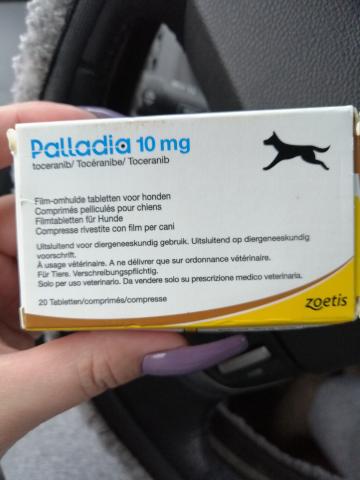 Palladia 10 mg
toceranib/ Tocéranibe/ Toceranib
Film-omhulde tabletten voor honden
Comprimés pelliculés pour chiens
Filmtabletten für Hunde
Compresse rivestite con film per cani
Uitsluitend voor diergeneeskundig gebruik. Uitsluitend op diergeneeskundig
voorschrift.
À usage vétérinaire. A ne délivrer que sur ordonnance vétérinaire.
Für Tiere. Verschreibungspflichtig.
Solo per uso veterinario. Da vendere solo su prescrizione medico veterinaria.
20 Tabletten/comprimés/compresse
zoetis